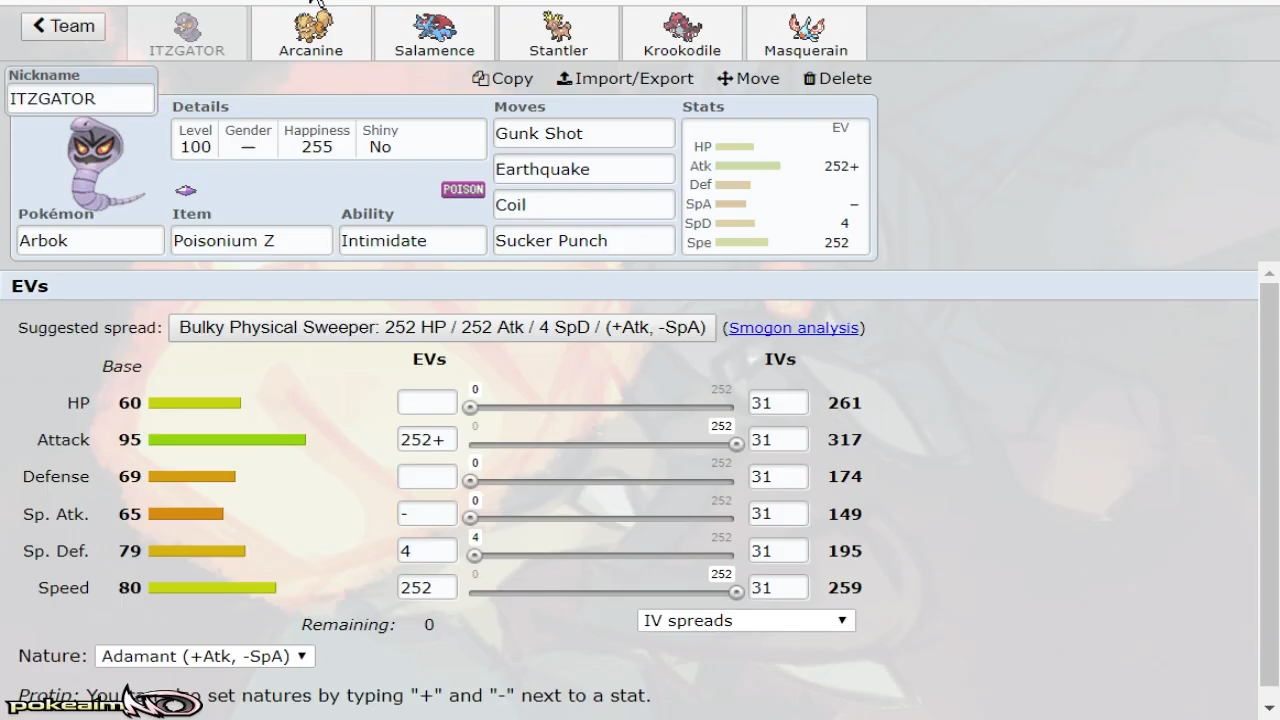 Team
ITZGATOR
Arcanine
Salamence
Stantler
Krookodile
Masquerain
Copy
Import/Export
Move
Delete
Nickname
ITZGATOR
Details
Level
100
Gender
—
Happiness
255
Shiny
No
POISON
Pokémon
Arbok
Item
Poisonium Z
Ability
Intimidate
Moves
Gunk Shot
Earthquake
Coil
Sucker Punch
Stats
EV
HP
Atk 252+
Def
SpA –
SpD 4
Spe 252
EVs
Suggested spread: Bulky Physical Sweeper: 252 HP / 252 Atk / 4 SpD / (+Atk, -SpA) (Smogon analysis)
Base EVs IVs
HP 60 0 252 31 261
Attack 95 252+ 0 252 31 317
Defense 69 0 252 31 174
Sp. Atk. 65 - 0 252 31 149
Sp. Def. 79 4 4 252 31 195
Speed 80 252 0 252 31 259
Remaining: 0
IV spreads
Nature: Adamant (+Atk, -SpA)
Protip: You set natures by typing "+" and "-" next to a stat.
pokeaimMD